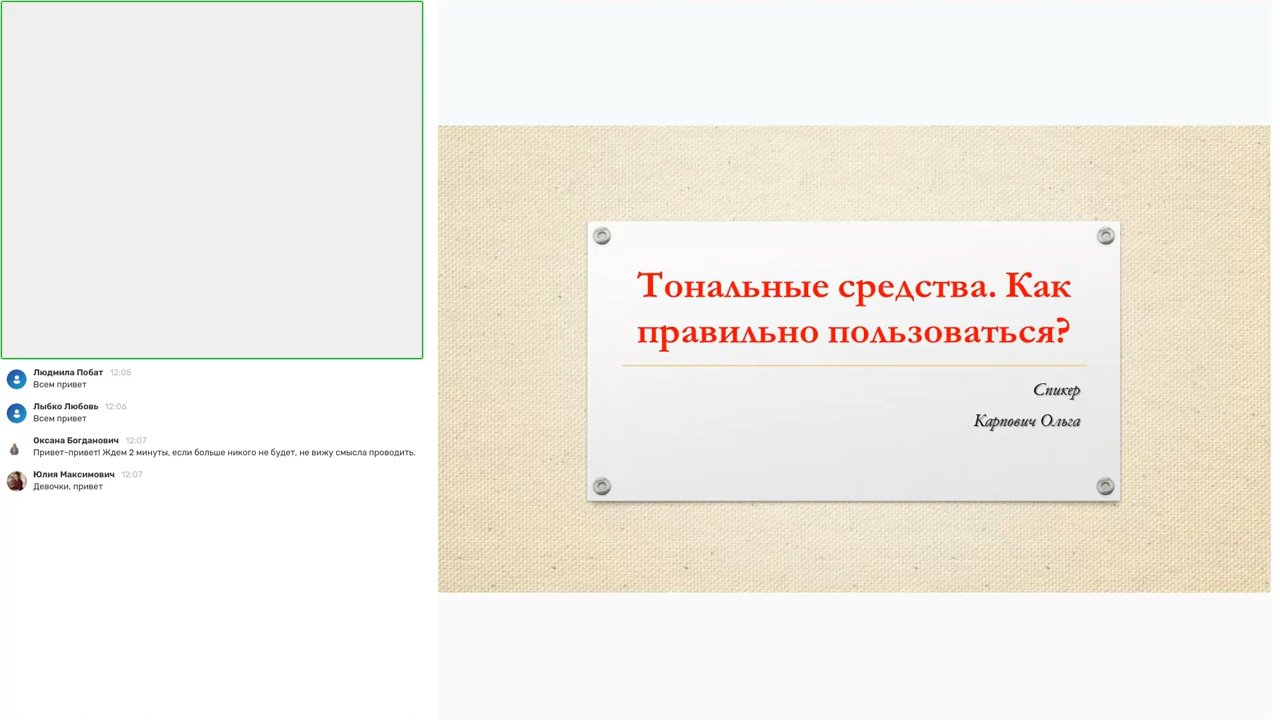 Людмила Побат 12:05
Всем привет
Лыбко Любовь 12:06
Всем привет
Оксана Богданович 12:07
Привет-привет! Ждем 2 минуты, если больше никого не будет, не вижу смысла проводить.
Юлия Максимович 12:07
Девочки, привет
Тональные средства. Как
правильно пользоваться?
Спикер
Карпович Ольга